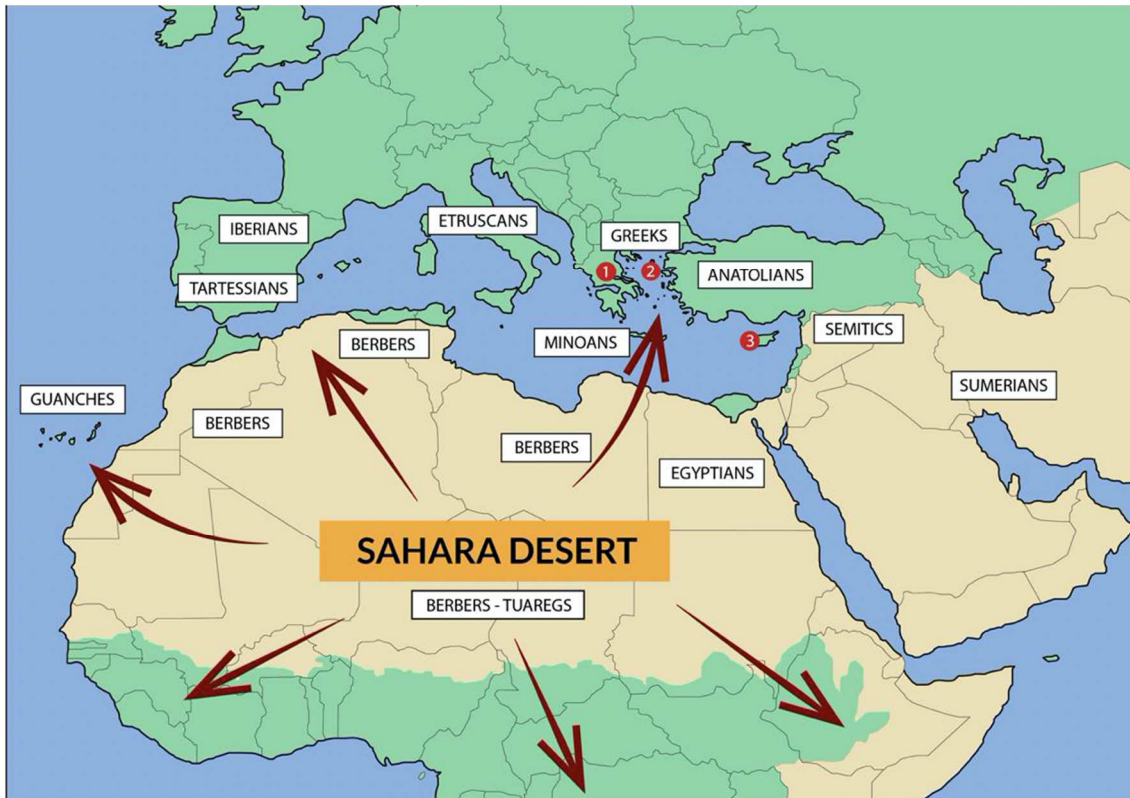 IBERIANS
ETRUSCANS
GREEKS
1
2
ANATOLIANS
TARTESSIANS
SEMITICS
BERBERS
MINOANS
3
SUMERIANS
GUANCHES
BERBERS
BERBERS
EGYPTIANS
SAHARA DESERT
BERBERS - TUAREGS